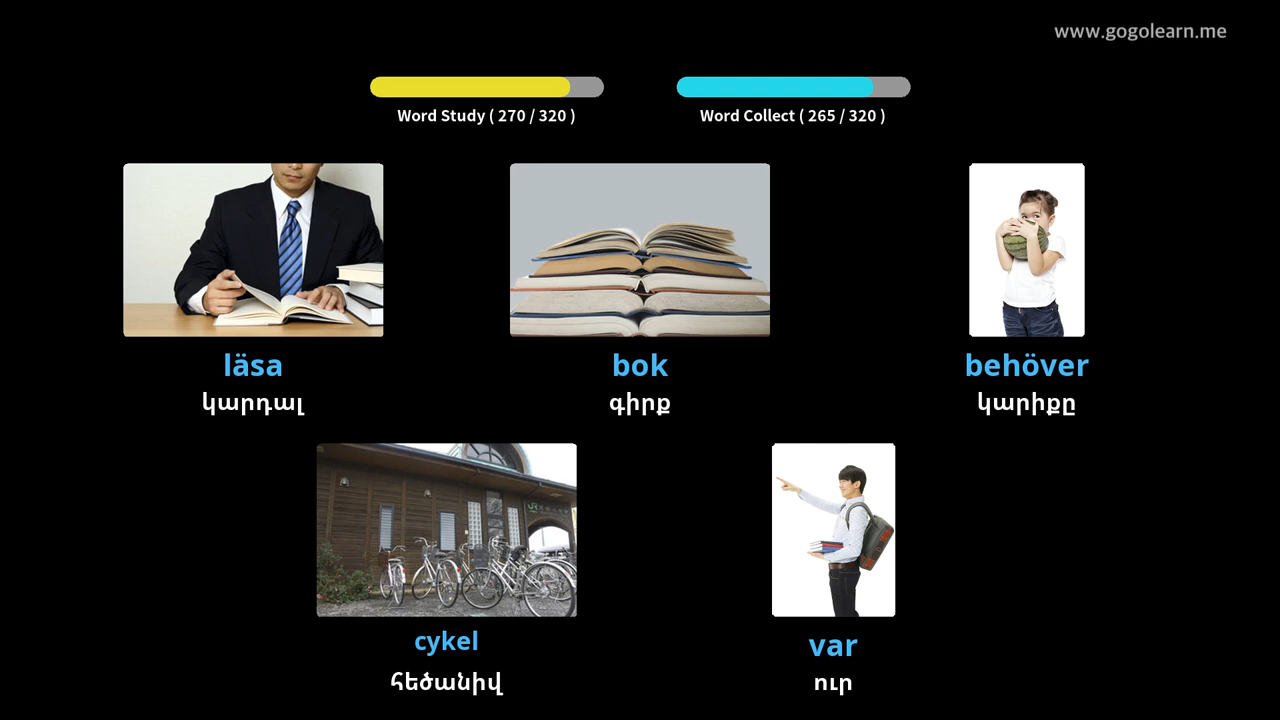 www.gogolearn.me
Word Study ( 270 / 320 )
Word Collect ( 265 / 320 )
läsa
կարդալ
bok
գիրք
behöver
կարիքը
JR
cykel
հեծանիվ
var
ուր